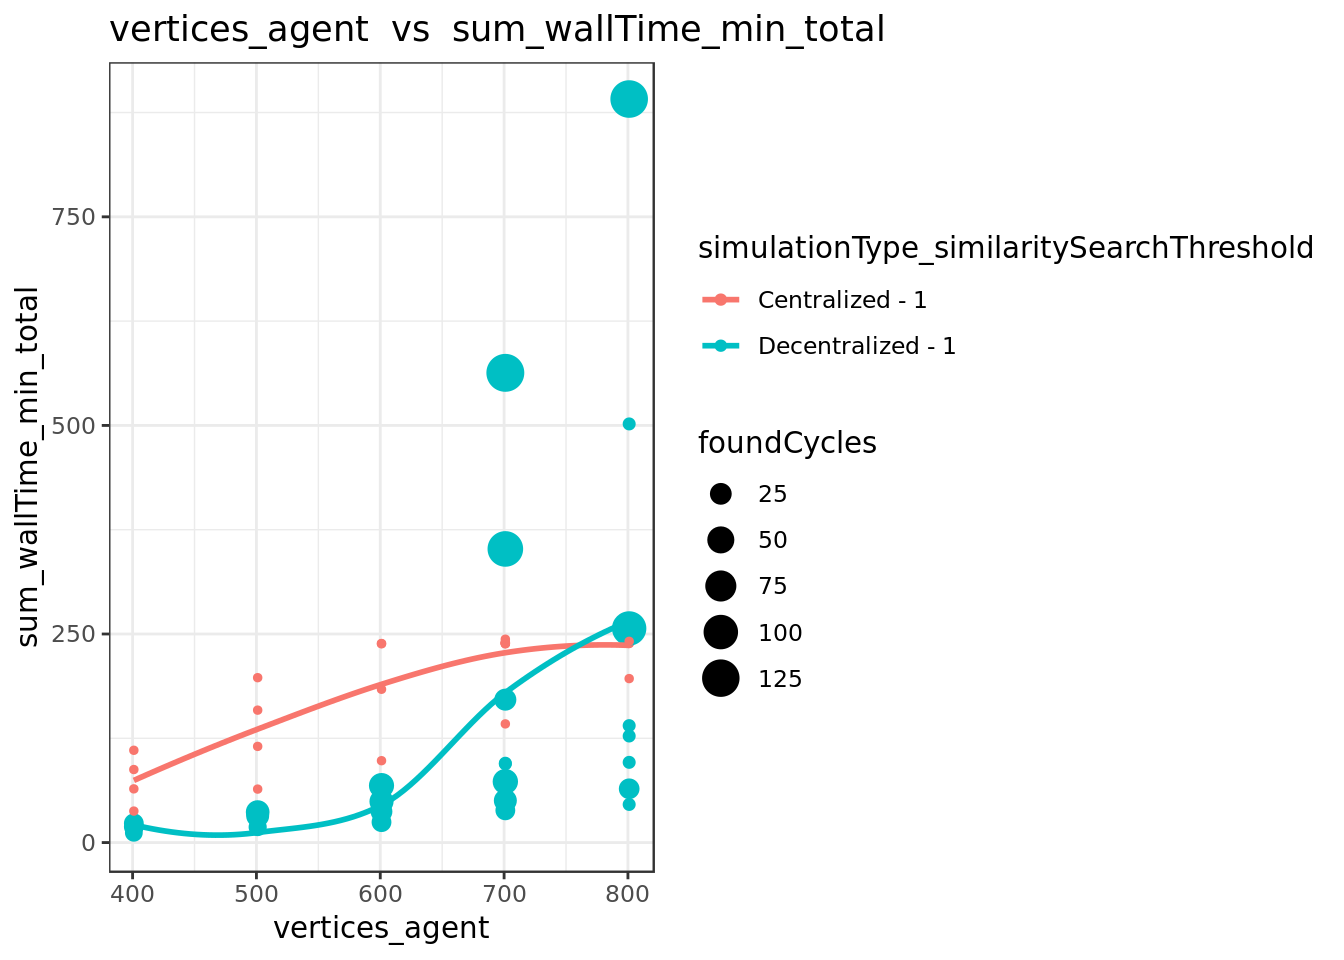 vertices_agent vs sum_wallTime_min_total
sum_wallTime_min_total
750
500
250
0
400 500 600 700 800
vertices_agent
simulationType_similaritySearchThreshold
Centralized - 1
Decentralized - 1
foundCycles
25
50
75
100
125